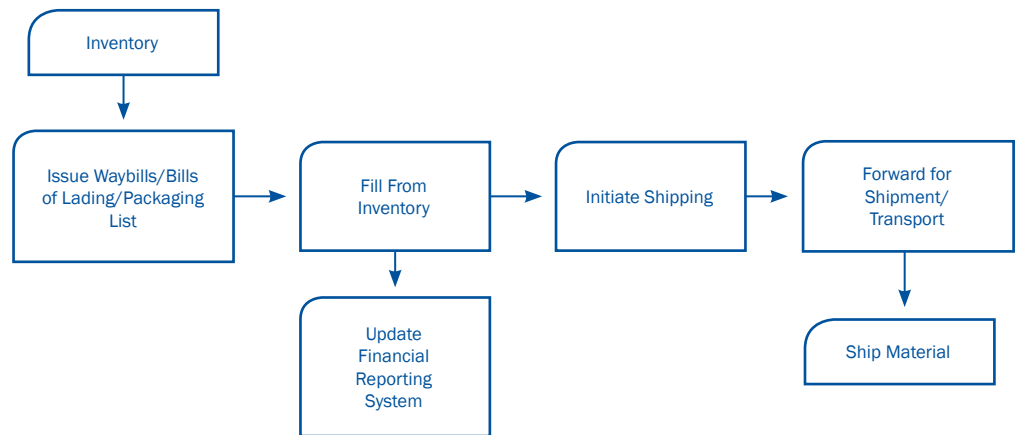 Inventory
Issue Waybills/Bills
of Lading/Packaging
List
Fill From
Inventory
Initiate Shipping
Forward for
Shipment/
Transport
Update
Financial
Reporting
System
Ship Material